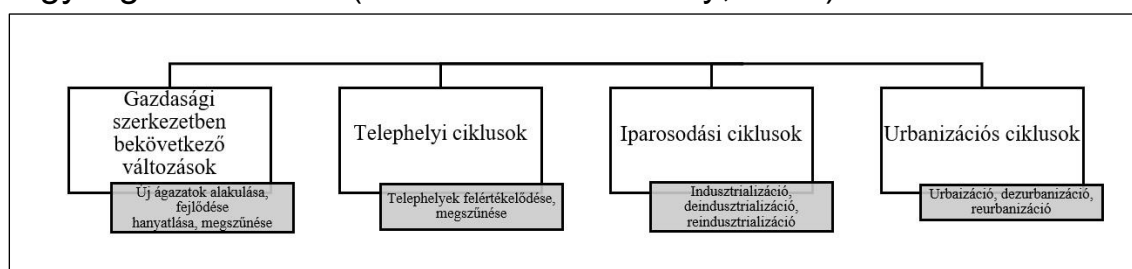 Gazdasági
szerkezetben
bekövetkező
változások
Új ágazatok alakulása,
fejlődése
hanyatlása, megszűnése
Telephelyi ciklusok
Telephelyek felértékelődése,
megszűnése
Iparosodási ciklusok
Indusztrializáció,
deindusztrializáció,
reindusztrializáció
Urbanizációs ciklusok
Urbaizáció, dezurbanizáció,
reurbanizáció